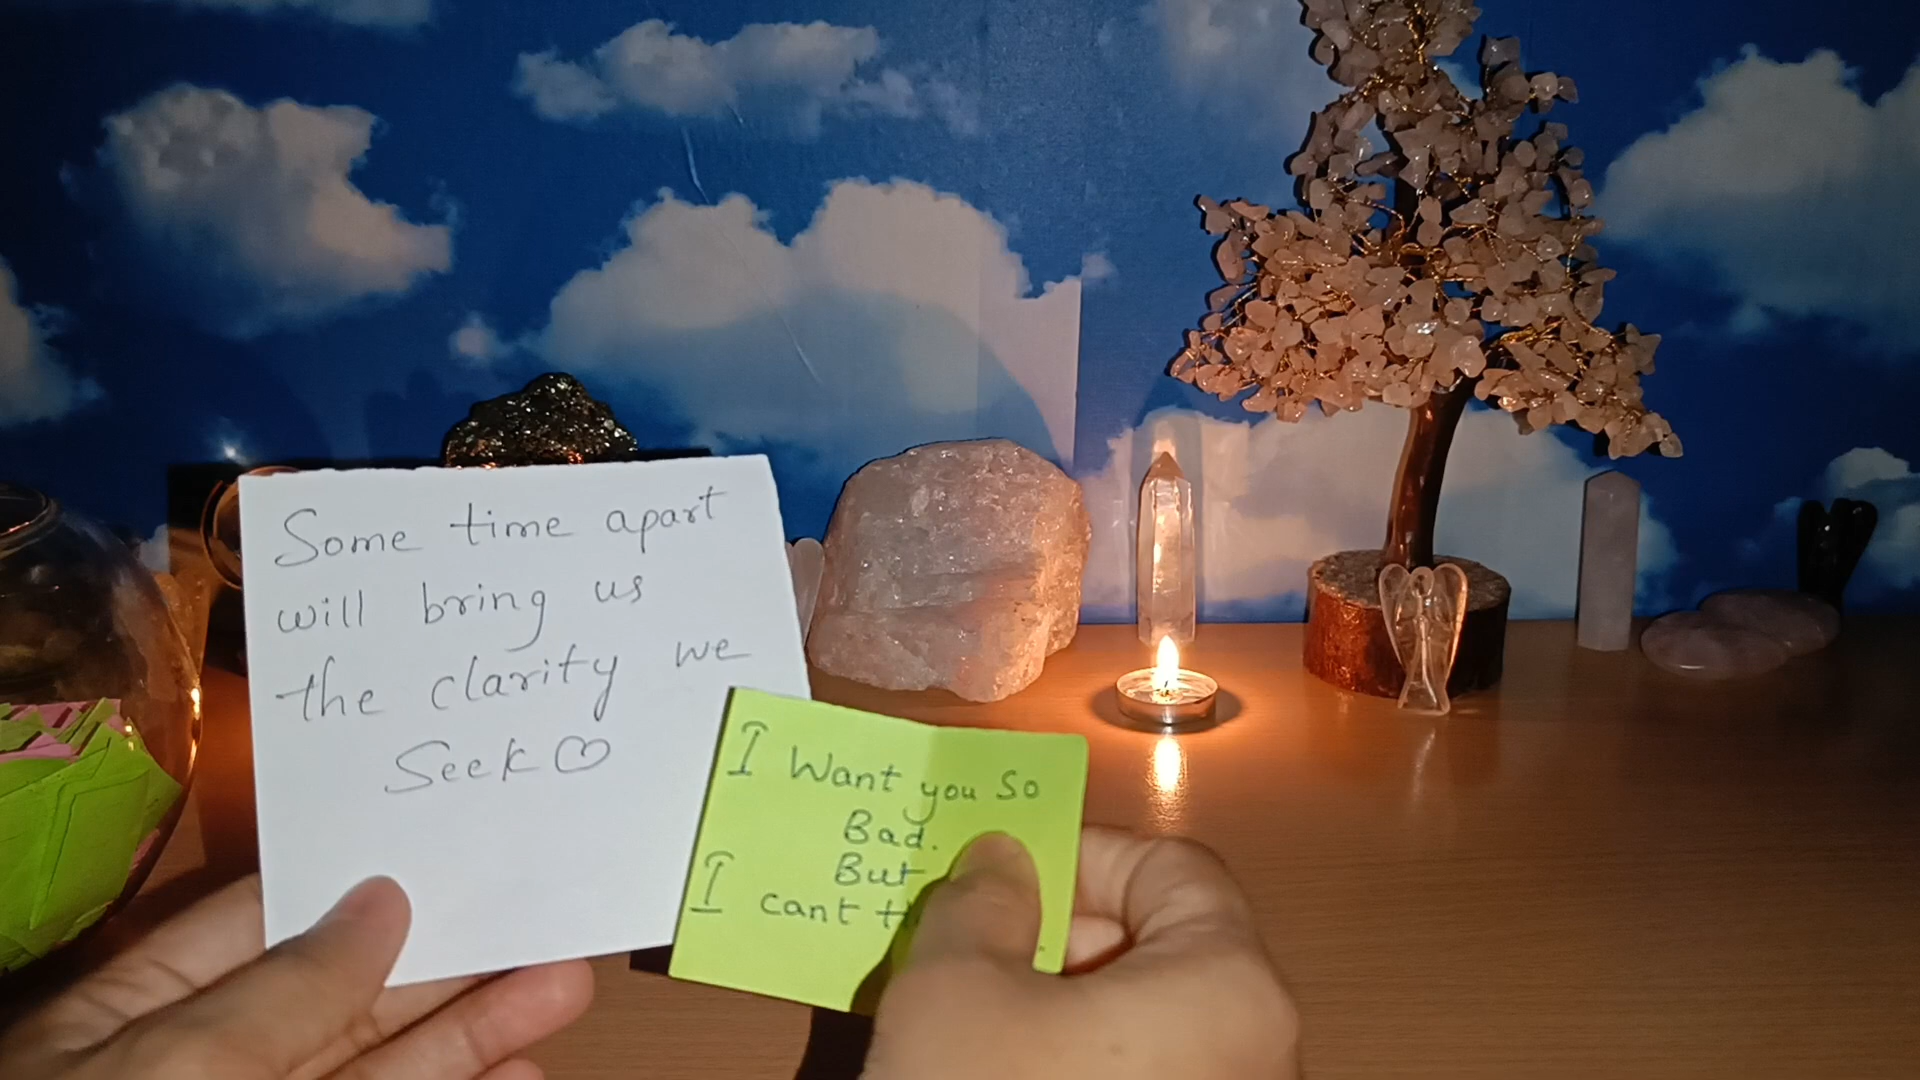 Some time apart
will bring us
the clarity we
Seek ♡
I Want you So
Bad.
But
I cant